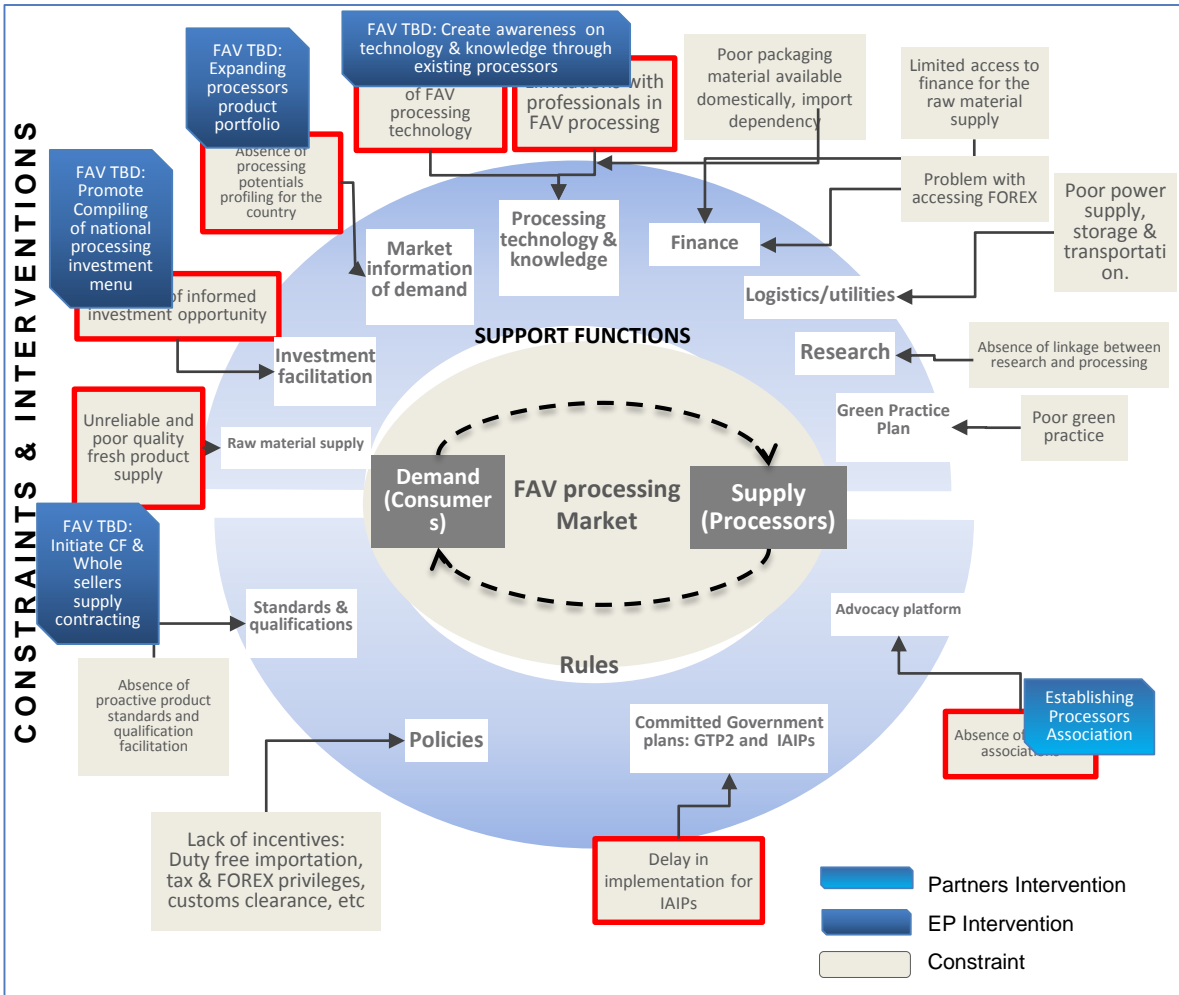 CONSTRAINTS & INTERVENTIONS
FAV TBD:
Expanding
processors
product
portfolio
FAV TBD: Create awareness on
technology & knowledge through
existing processors
of FAV
processing
technology
professionals in
FAV processing
Poor packaging
material available
domestically, import
dependency
Limited access to
finance for the
raw material
supply
Absence of
processing
potentials
profiling for the
country
FAV TBD:
Promote
Compiling
of national
processing
investment
menu
of informed
investment opportunity
Problem with
accessing FOREX
Poor power
supply,
storage &
transportati
on.
Processing
technology &
knowledge
Finance
Market
information
of demand
Logistics/utilities
SUPPORT FUNCTIONS
Investment
facilitation
Research
Absence of linkage between
research and processing
Unreliable and
poor quality
fresh product
supply
Raw material supply
Green Practice
Plan
Poor green
practice
Demand
(Consumer
s)
FAV processing
Market
Supply
(Processors)
FAV TBD:
Initiate CF &
Whole
sellers
supply
contracting
Standards &
qualifications
Advocacy platform
Rules
Absence of
proactive product
standards and
qualification
facilitation
Policies
Committed Government
plans: GTP2 and IAIPs
Establishing
Processors
Association
Absence of
associations
Lack of incentives:
Duty free importation,
tax & FOREX privileges,
customs clearance, etc
Delay in
implementation for
IAIPs
Partners Intervention
EP Intervention
Constraint